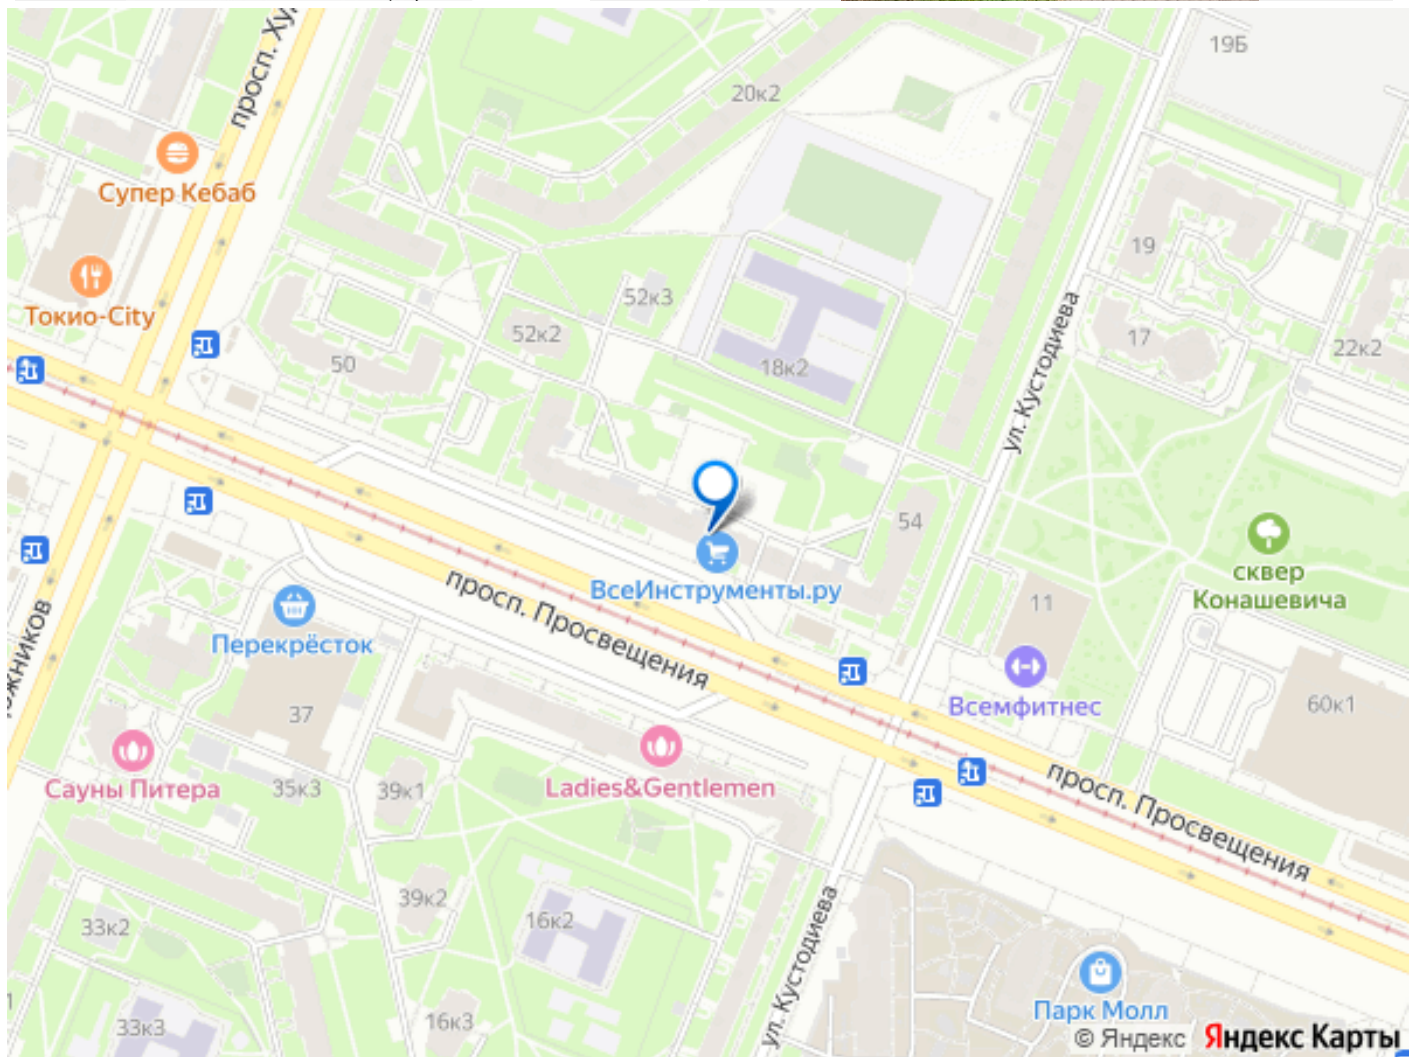 просп. Ху
19Б
20к2
Супер Кебаб
19
ул. Кустодиева
52к3
Токио-City
52к2
17
22к2
50
18к2
54
сквер
Конашевича
ВсеИнструменты.ру
11
просп. Просвещения
Перекрёсток
ожников
Всемфитнес
60к1
37
Сауны Питера
35к3
39к1
Ladies&Gentlemen
просп. Просвещения
39к2
33к2
16к2
ул. Кустодиева
Парк Молл
33к3
16к3
© Яндекс Яндекс Карты